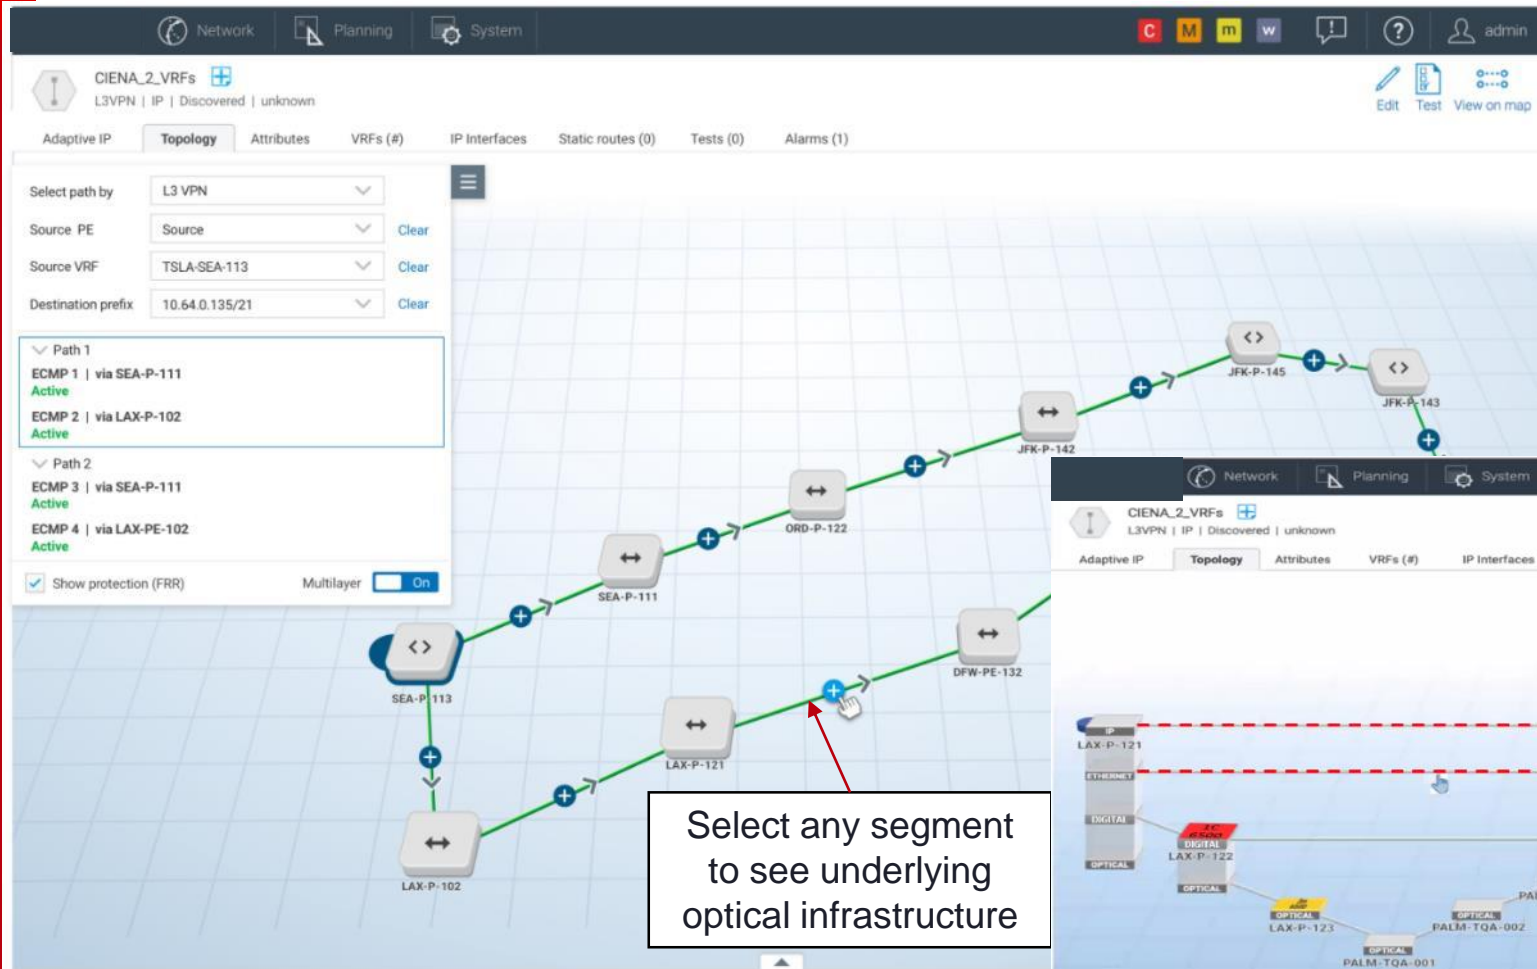 Network
Planning
System
C
M
m
w
?
admin
CIENA_2_VRFs
L3VPN | IP | Discovered | unknown
Edit
Test
View on map
Adaptive IP
Topology
Attributes
VRFs (#)
IP Interfaces
Static routes (0)
Tests (0)
Alarms (1)
Select path by
L3 VPN
Source PE
Source
Clear
Source VRF
TSLA-SEA-113
Clear
Destination prefix
10.64.0.135/21
Clear
Path 1
ECMP 1 | via SEA-P-111
Active
ECMP 2 | via LAX-P-102
Active
Path 2
ECMP 3 | via SEA-P-111
Active
ECMP 4 | via LAX-PE-102
Active
Show protection (FRR)
Multilayer
On
JFK-P-145
JFK-P-143
JFK-P-142
ORD-P-122
SEA-P-111
DFW-PE-132
SEA-P-113
LAX-P-121
LAX-P-102
Select any segment
to see underlying
optical infrastructure
Network
Planning
System
CIENA_2_VRFs
L3VPN | IP | Discovered | unknown
Adaptive IP
Topology
Attributes
VRFs (#)
IP Interfaces
IP
LAX-P-121
ETHERNET
DIGITAL
OPTICAL
1C
6500
DIGITAL
LAX-P-122
OPTICAL
OPTICAL
LAX-P-123
OPTICAL
PALM-TQA-001
OPTICAL
PALM-TQA-002